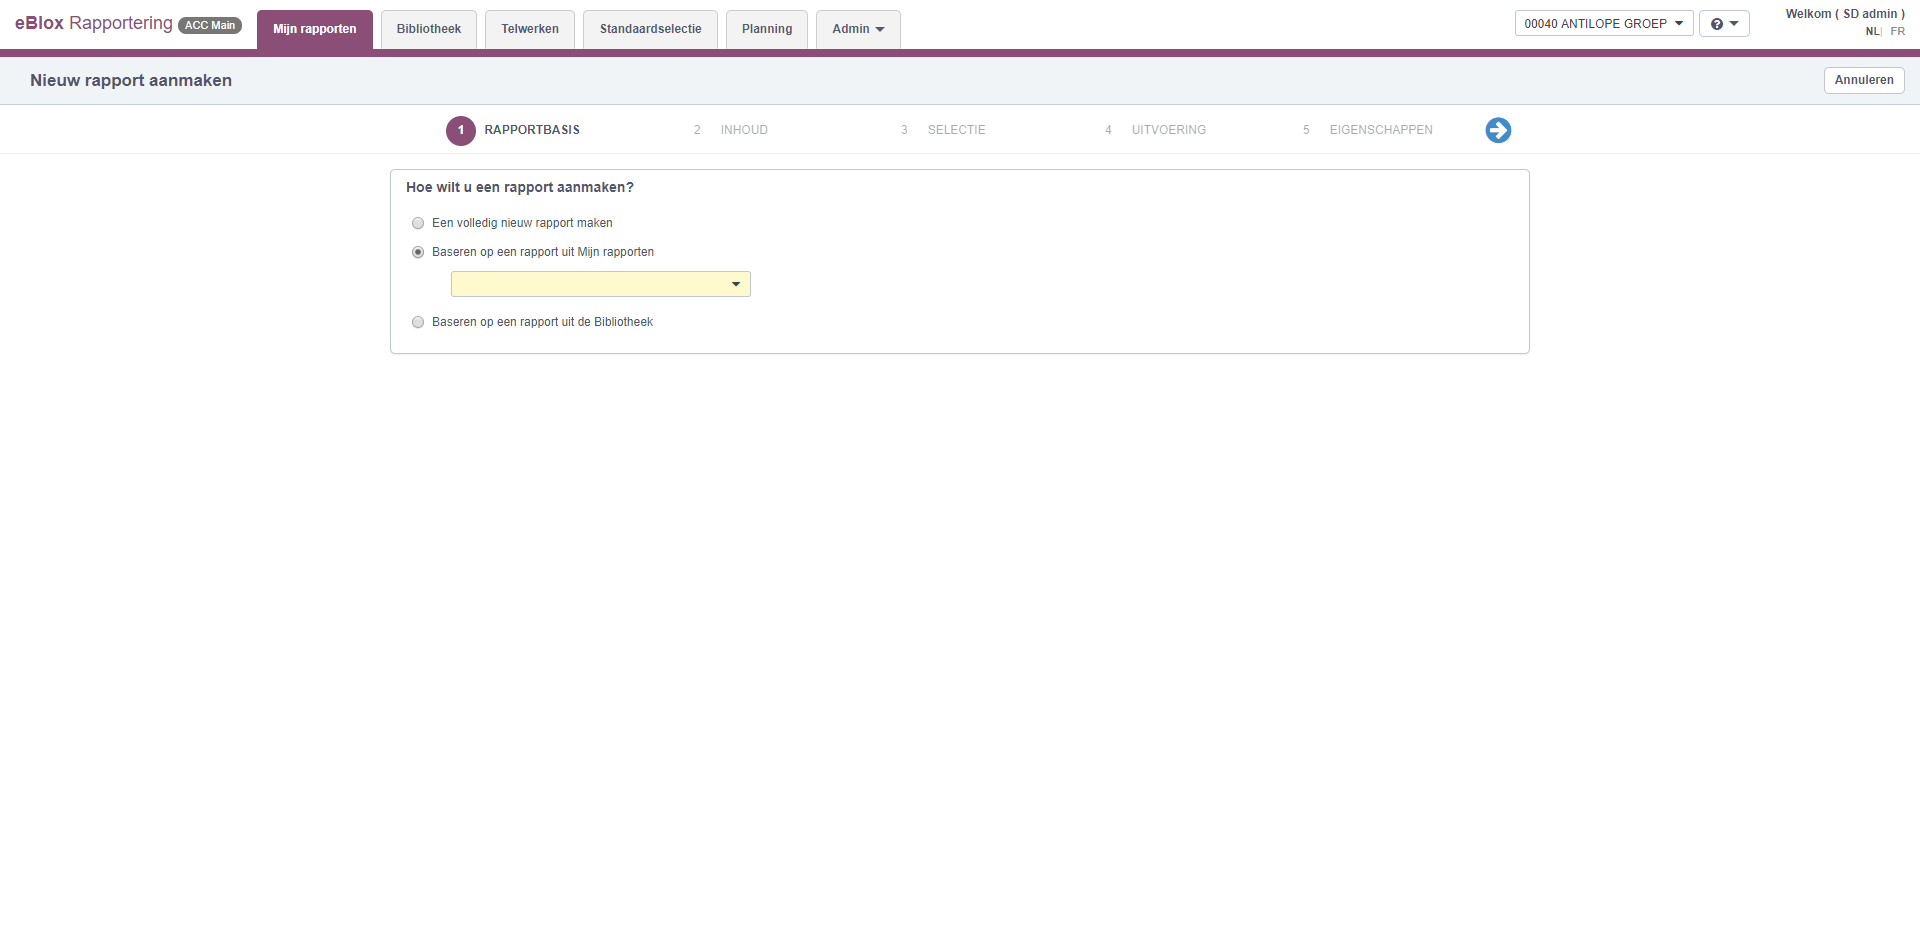 eBlox Rapportering ACC Main Mijn rapporten Bibliotheek Telwerken Standaardselectie Planning Admin 00040 ANTILOPE GROEP Welkom ( SD admin )
NL| FR
Nieuw rapport aanmaken Annuleren
1 RAPPORTBASIS 2 INHOUD 3 SELECTIE 4 UITVOERING 5 EIGENSCHAPPEN
Hoe wilt u een rapport aanmaken?
Een volledig nieuw rapport maken
Baseren op een rapport uit Mijn rapporten
Baseren op een rapport uit de Bibliotheek